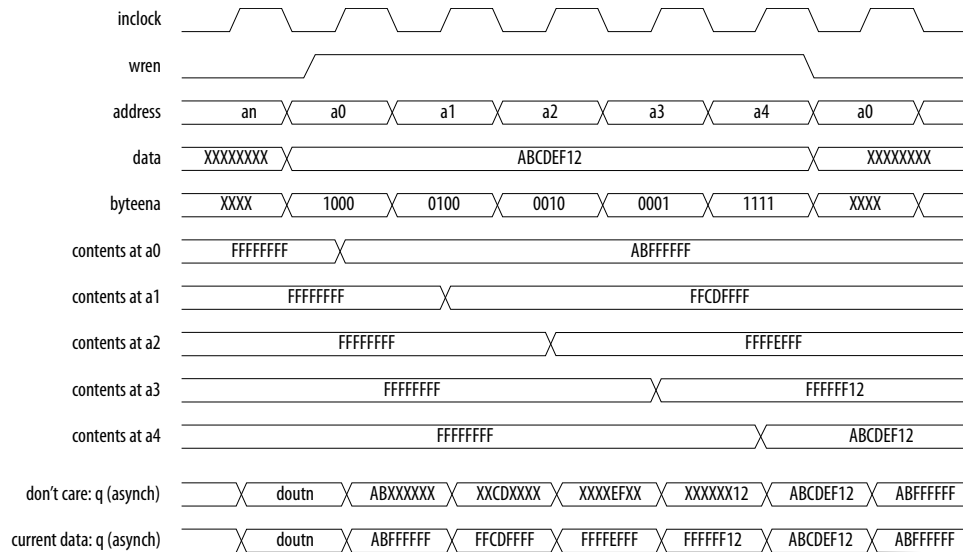 inclock
wren
address an a0 a1 a2 a3 a4 a0
data XXXXXXXX ABCDEF12 XXXXXXXX
byteena XXXX 1000 0100 0010 0001 1111 XXXX
contents at a0 FFFFFFFF ABFFFFFF
contents at a1 FFFFFFFF FFCDFFFF
contents at a2 FFFFFFFF FFFFEFFF
contents at a3 FFFFFFFF FFFFFF12
contents at a4 FFFFFFFF ABCDEF12
don't care: q (asynch) doutn ABXXXXXX XXCDXXXX XXXXEFXX XXXXXX12 ABCDEF12 ABFFFFFF
current data: q (asynch) doutn ABFFFFFF FFCDFFFF FFFFEFFF FFFFFF12 ABCDEF12 ABFFFFFF